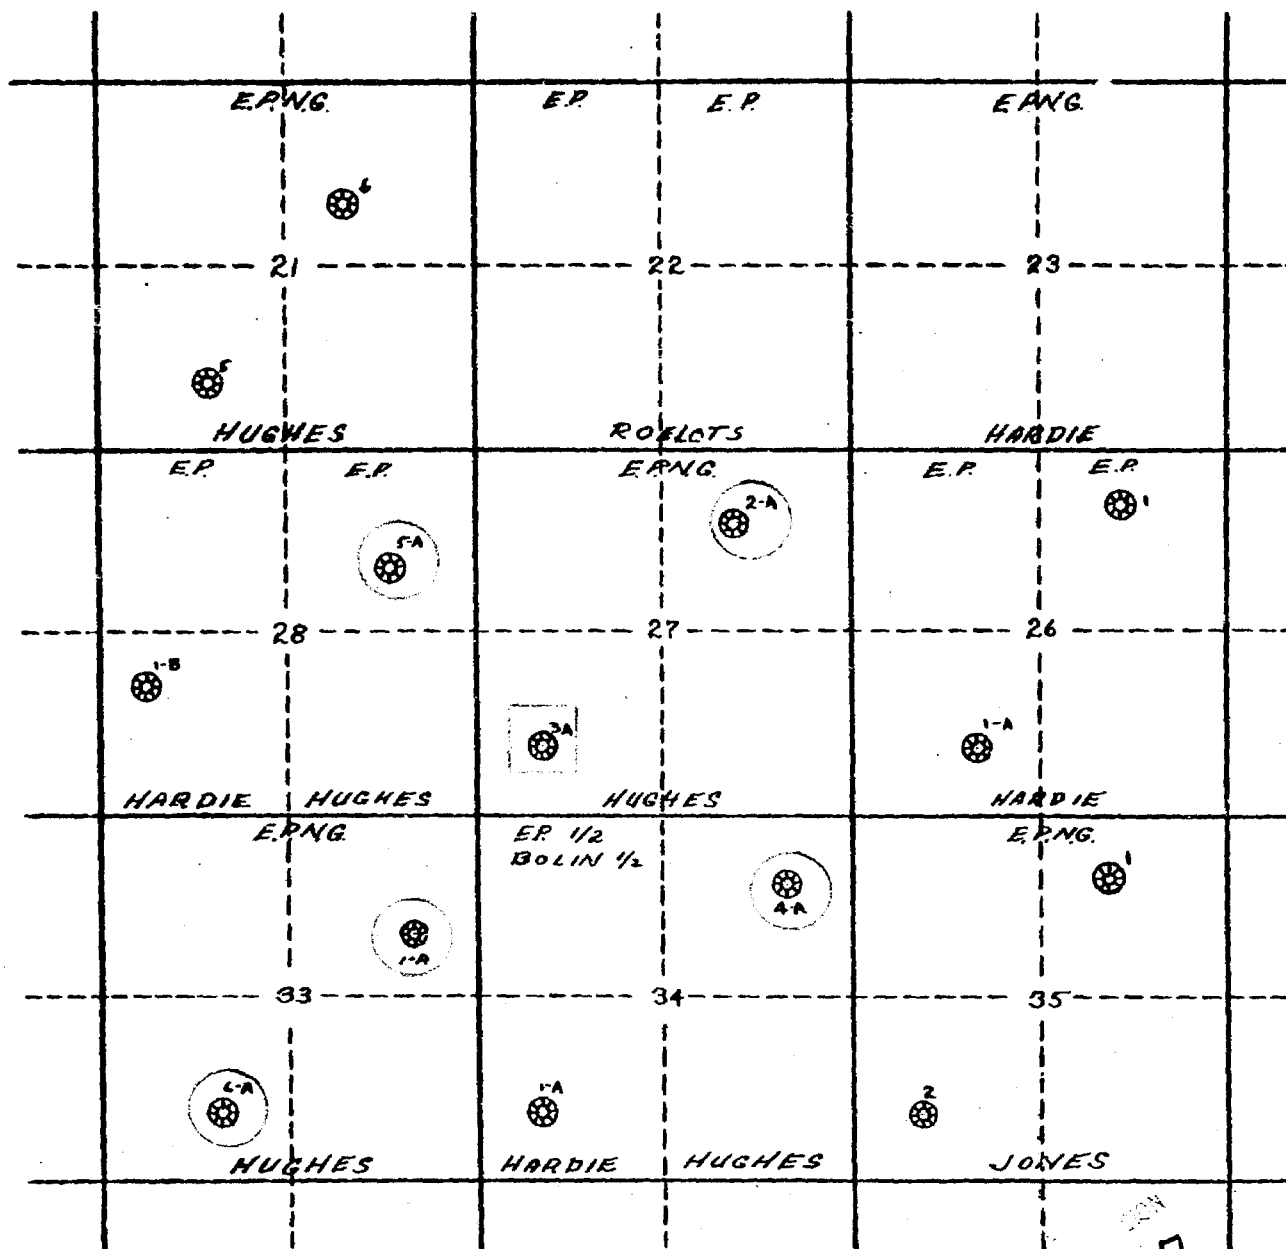 E.P.N.G. E.P. E.P. E.P.N.G.
6
21 22 23
5
HUGHES ROELOTS HARDIE
E.P. E.P. E.P.N.G. E.P. E.P.
2-A 1
5-A
28 27 26
1-B
3A 1-A
HARDIE HUGHES HUGHES HARDIE
E.P.N.G. E.P. 1/2 E.P.N.G.
BOLIN 1/2
1
4-A
1-A
33 34 35
6-A 1-A 2
HUGHES HARDIE HUGHES JONES